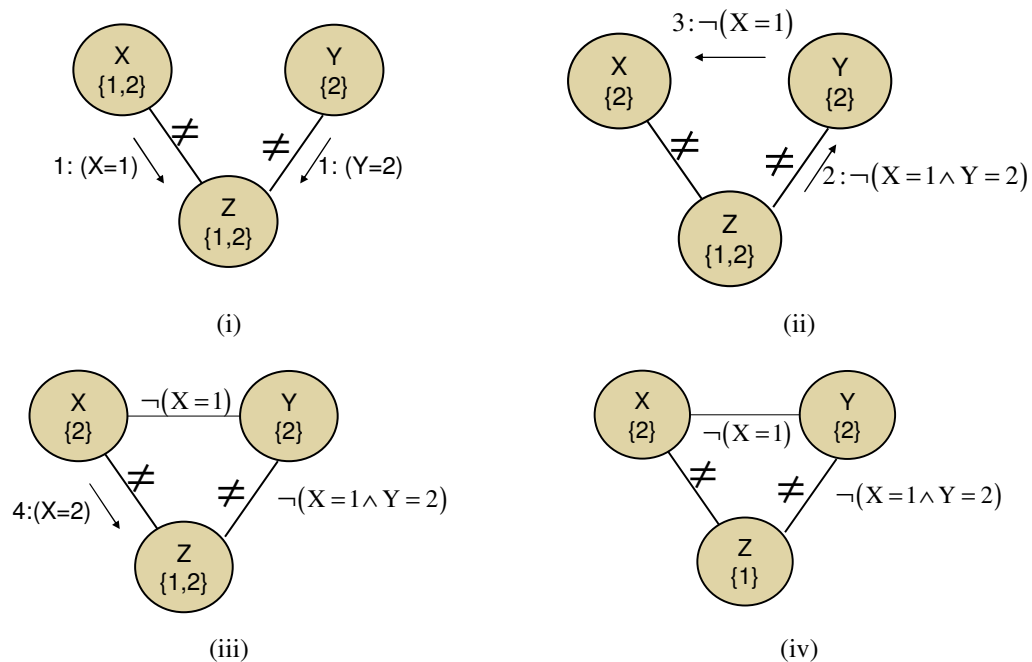 X
{1,2}
Y
{2}
≠
≠
1: (X=1)
1: (Y=2)
Z
{1,2}
(i)
3:¬(X=1)
X
{2}
Y
{2}
≠
≠
2:¬(X=1∧Y=2)
Z
{1,2}
(ii)
X
{2}
¬(X=1)
Y
{2}
≠
≠
4:(X=2)
¬(X=1∧Y=2)
Z
{1,2}
(iii)
X
{2}
Y
{2}
¬(X=1)
≠
≠
¬(X=1∧Y=2)
Z
{1}
(iv)